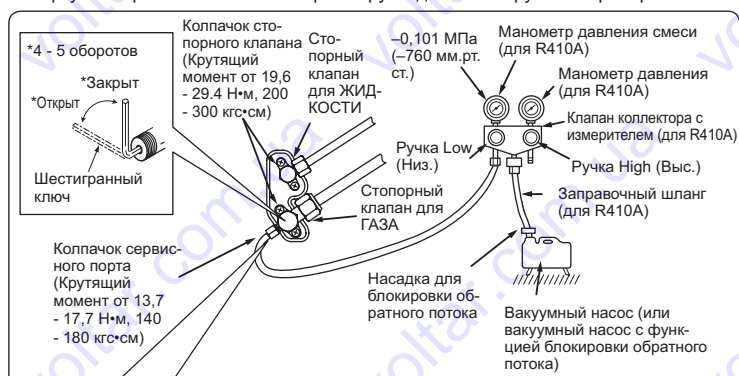 *4 - 5 оборотов
*Закрыт
*Открыт
Шестигранный
ключ
Колпачок сто-
порного клапана
(Крутящий
момент от 19,6
- 29.4 Н•м, 200
- 300 кгс•см)
Сто-
порный
клапан
для ЖИД-
КОСТИ
–0,101 МПа
(–760 мм.рт.
ст.)
Манометр давления смеси
(для R410A)
Манометр давления
(для R410A)
Клапан коллектора с
измерителем (для R410A)
Ручка Low
(Низ.)
Ручка High (Выс.)
Заправочный шланг
(для R410A)
Стопорный
клапан для
ГАЗА
Колпачок сервис-
ного порта
(Крутящий
момент от 13,7
- 17,7 Н•м, 140
- 180 кгс•см)
Насадка для
блокировки об-
ратного потока
Вакуумный насос (или
вакуумный насос с функ-
цией блокировки обратного
потока)
voltar.com.ua